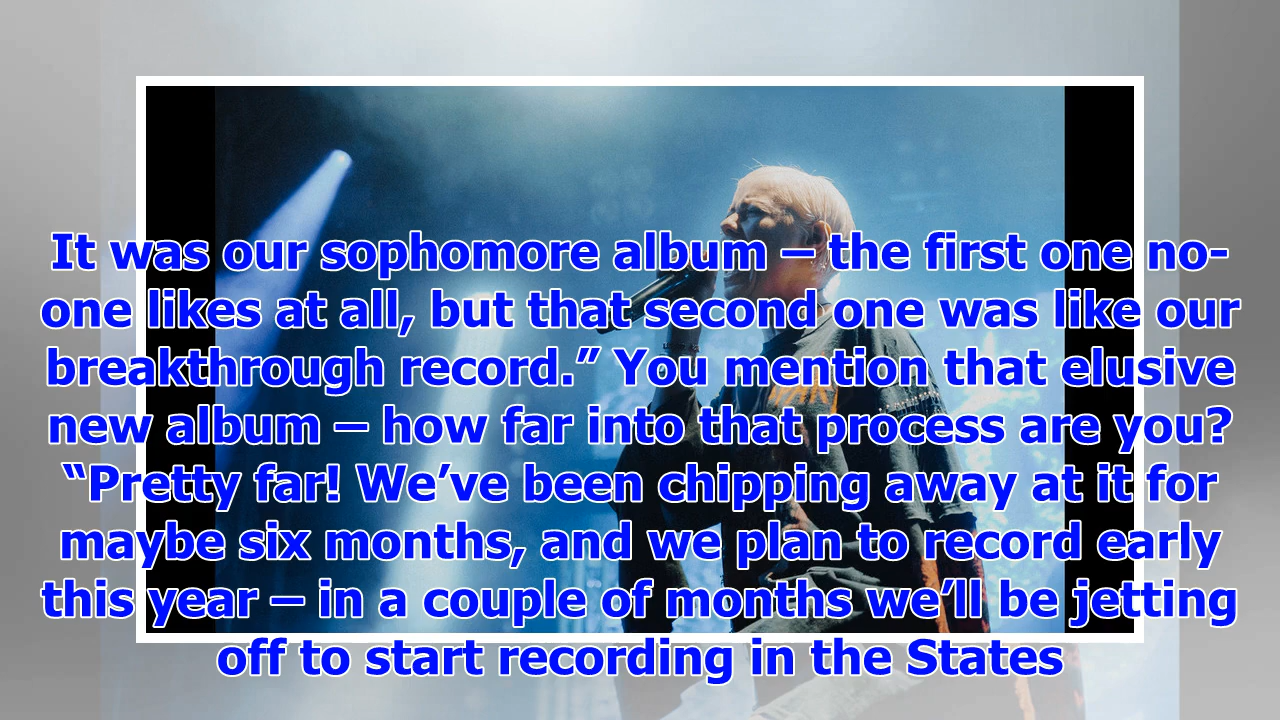 It was our sophomore album – the first one no-
one likes at all, but that second one was like our
breakthrough record.” You mention that elusive
new album – how far into that process are you?
“Pretty far! We’ve been chipping away at it for
maybe six months, and we plan to record early
this year – in a couple of months we’ll be jetting
off to start recording in the States